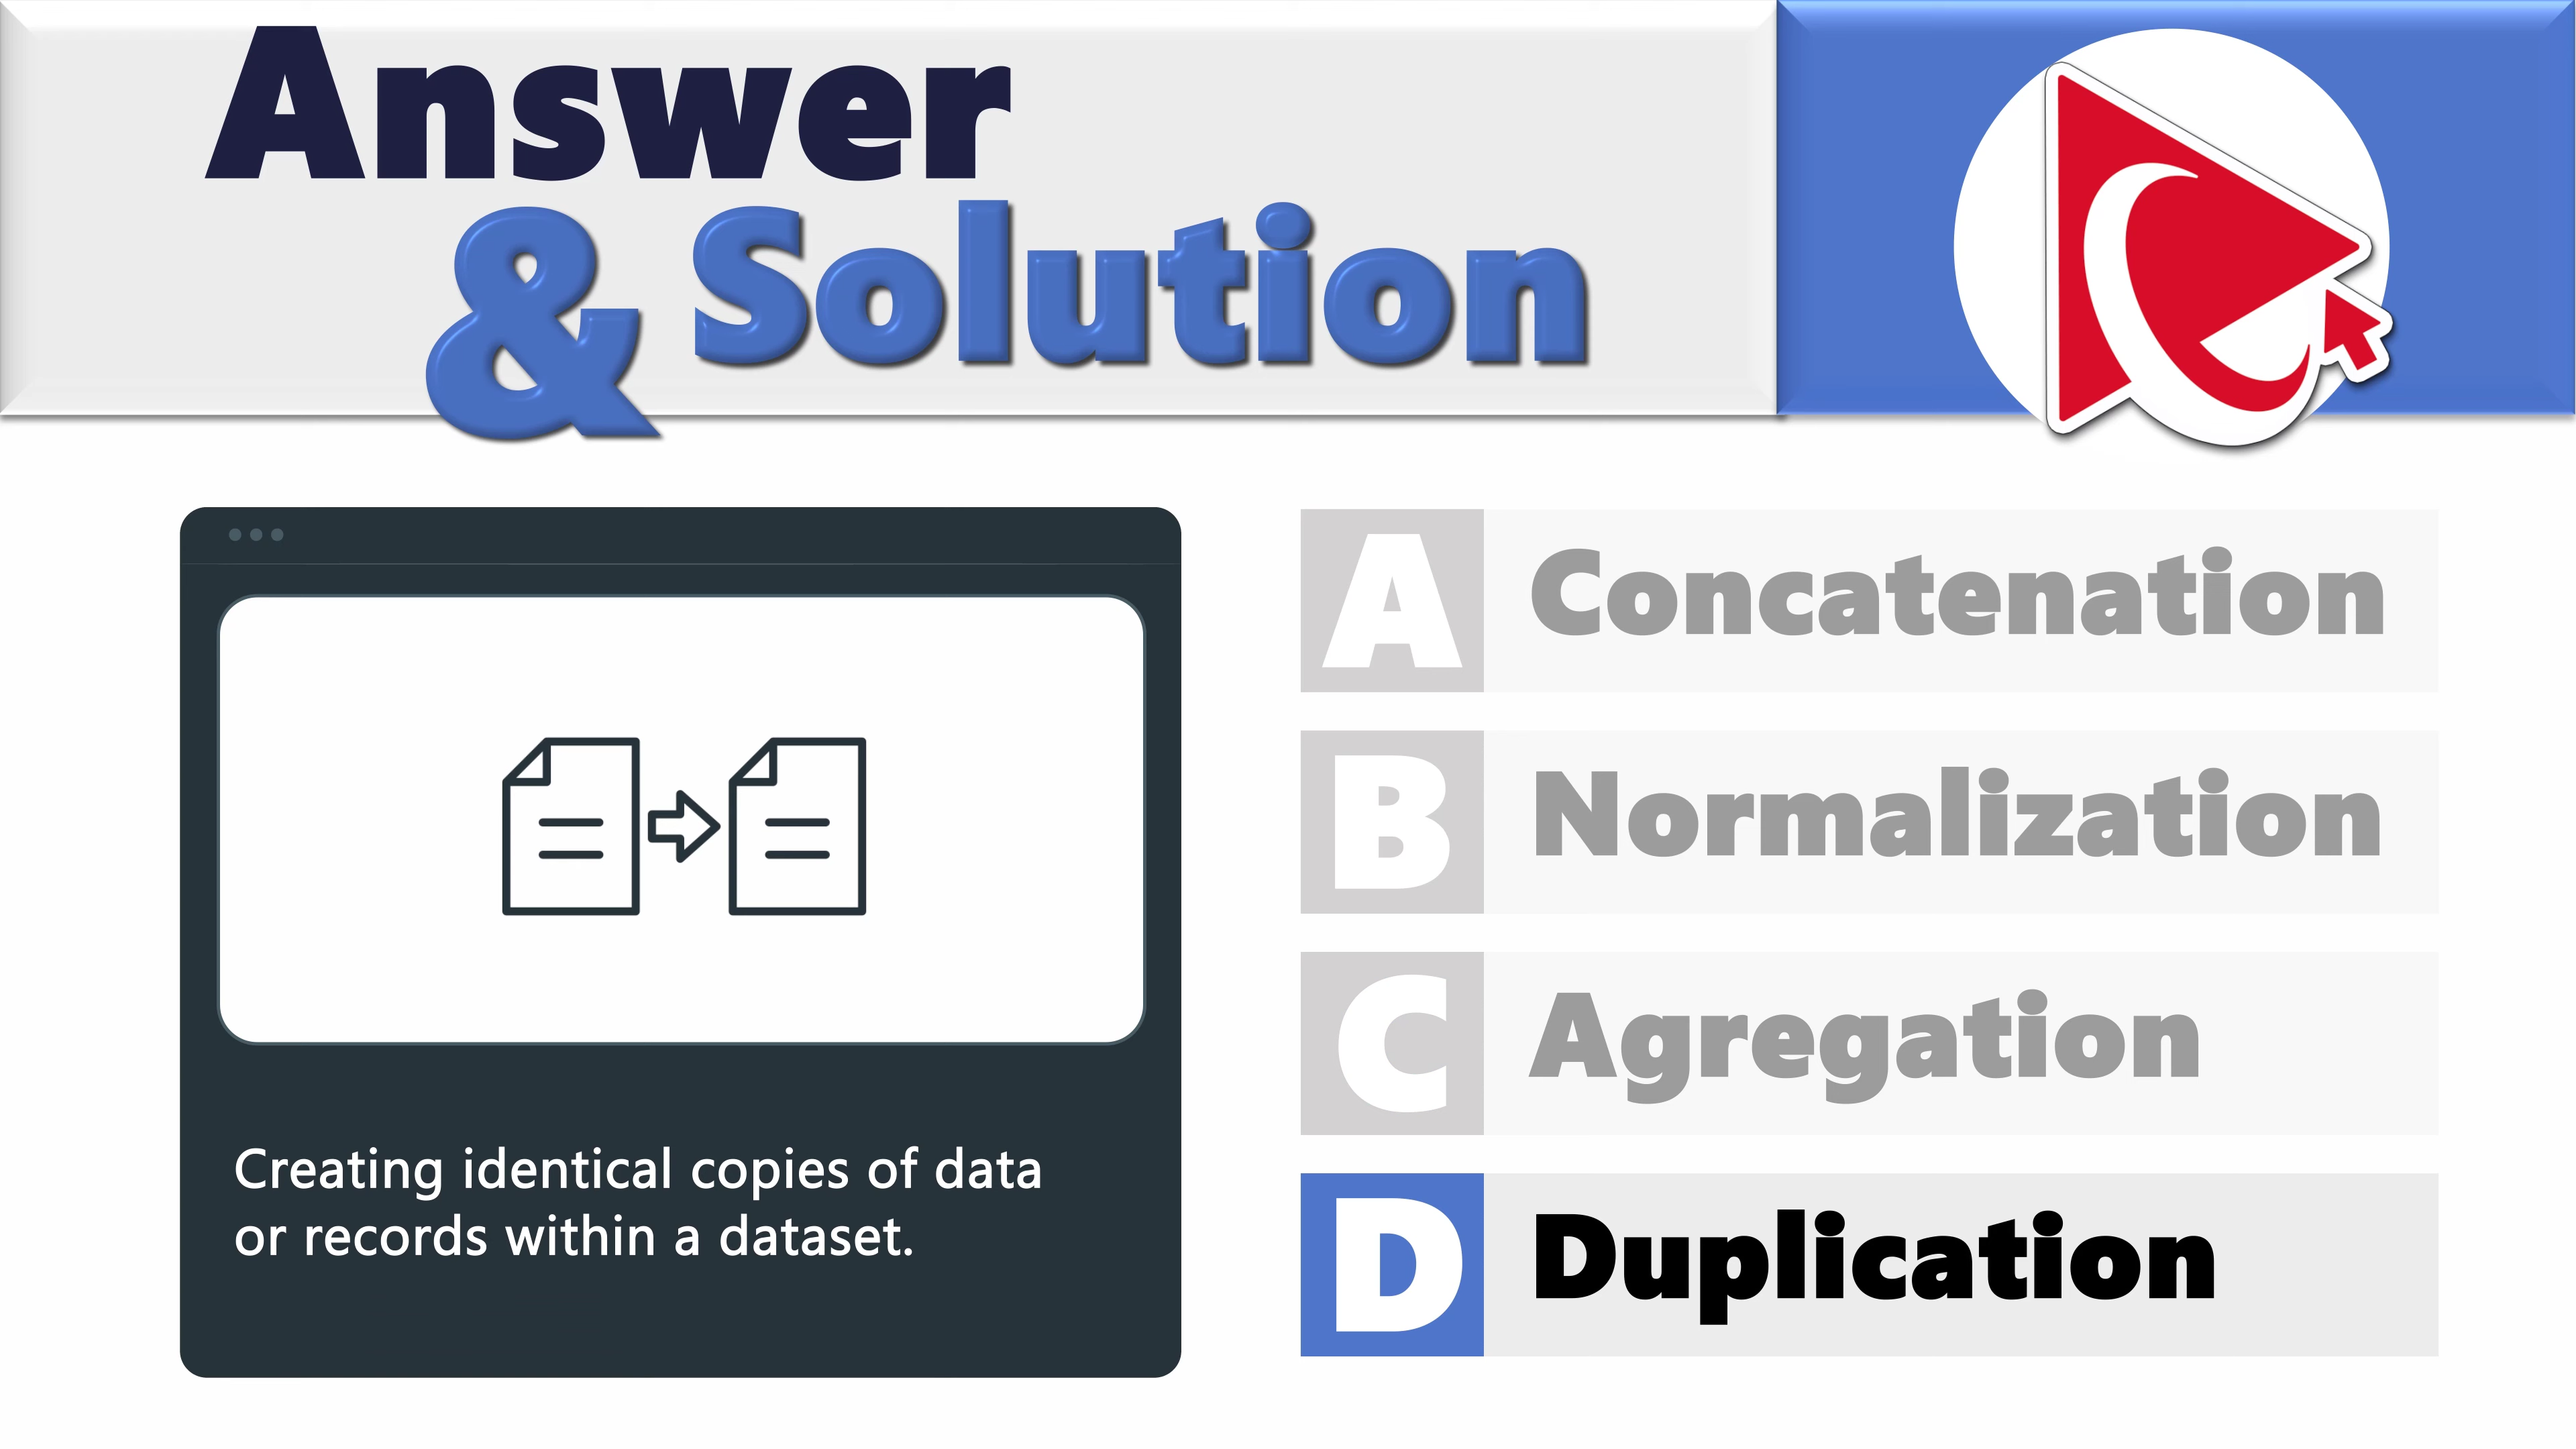 Answer
& Solution
Creating identical copies of data
or records within a dataset.
A Concatenation
B Normalization
C Agregation
D Duplication